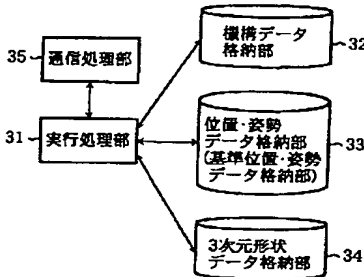 35
通信処理部
31
実行処理部
機構データ
格納部
32
位置・姿勢
データ格納部
(基準位置・姿勢
データ格納部)
33
3次元形状
データ格納部
34